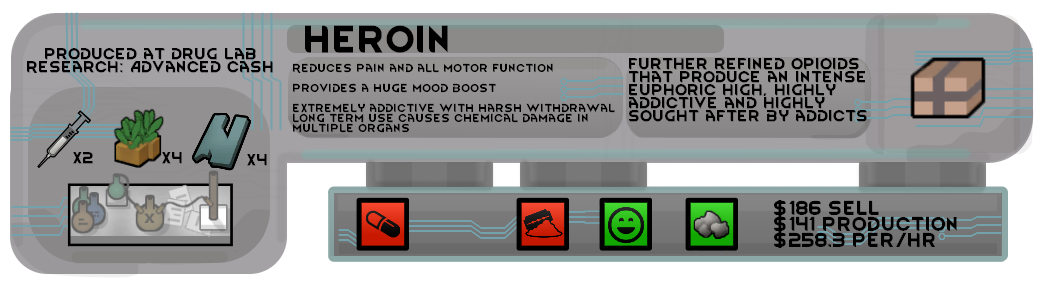 PRODUCED AT DRUG LAB
RESEARCH: ADVANCED CASH
X2
X4
X4
X
HEROIN
REDUCES PAIN AND ALL MOTOR FUNCTION
PROVIDES A HUGE MOOD BOOST
EXTREMELY ADDICTIVE WITH HARSH WITHDRAWAL
LONG TERM USE CAUSES CHEMICAL DAMAGE IN
MULTIPLE ORGANS
FURTHER REFINED OPIOIDS
THAT PRODUCE AN INTENSE
EUPHORIC HIGH. HIGHLY
ADDICTIVE AND HIGHLY
SOUGHT AFTER BY ADDICTS
$186 SELL
$141 PRODUCTION
$258.3 PER/HR